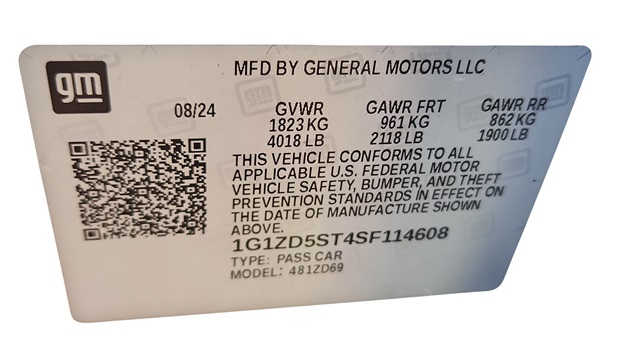 gm
MFD BY GENERAL MOTORS LLC
08/24 GVWR GAWR FRT GAWR RR
1823 KG 961 KG 862 KG
4018 LB 2118 LB 1900 LB
THIS VEHICLE CONFORMS TO ALL
APPLICABLE U.S. FEDERAL MOTOR
VEHICLE SAFETY, BUMPER, AND THEFT
PREVENTION STANDARDS IN EFFECT ON
THE DATE OF MANUFACTURE SHOWN
ABOVE.
1G1ZD5ST4SF114608
TYPE: PASS CAR
MODEL: 481ZD69